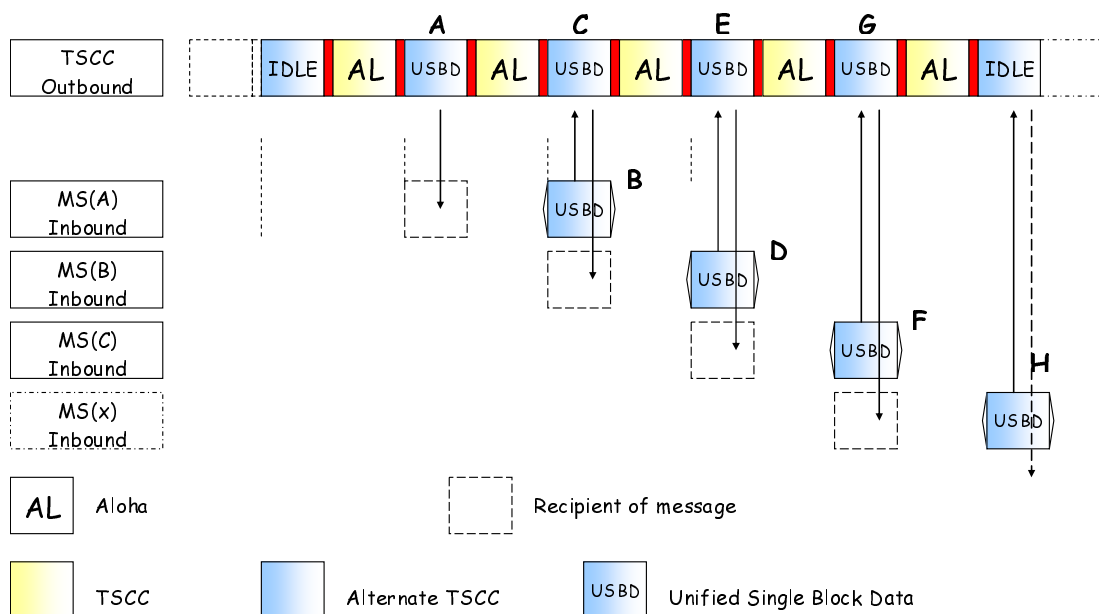 A C E G
TSCC
Outbound
IDLE AL USBD AL USBD AL USBD AL USBD AL IDLE
MS(A)
Inbound
USBD B
MS(B)
Inbound
USBD D
MS(C)
Inbound
USBD F
MS(x)
Inbound
USBD H
AL Aloha
Recipient of message
TSCC
Alternate TSCC
USBD Unified Single Block Data